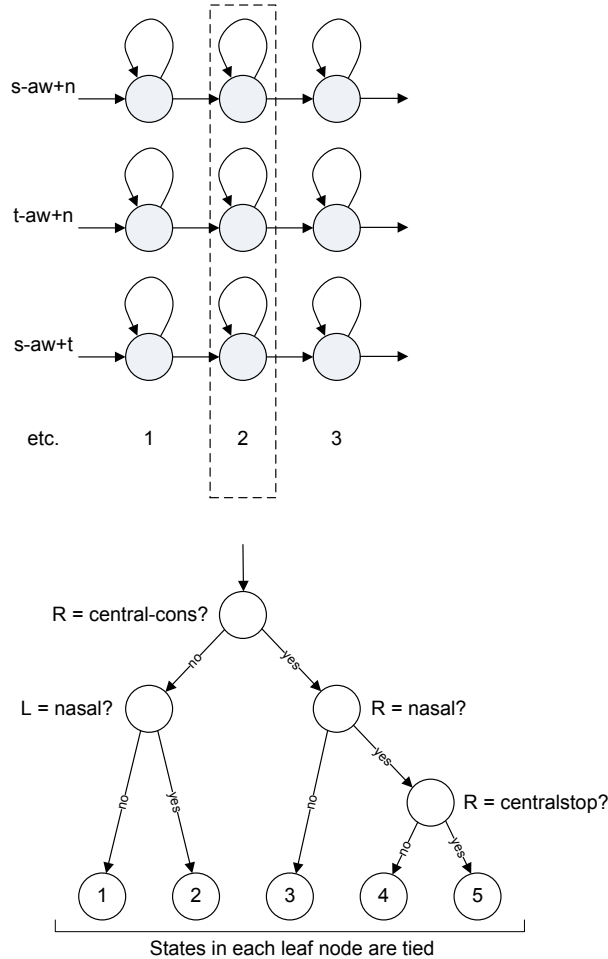 s-aw+n
t-aw+n
s-aw+t
etc. 1 2 3
R = central-cons?
no yes
L = nasal? R = nasal?
no yes no yes
R = centralstop?
no yes
1 2 3 4 5
States in each leaf node are tied